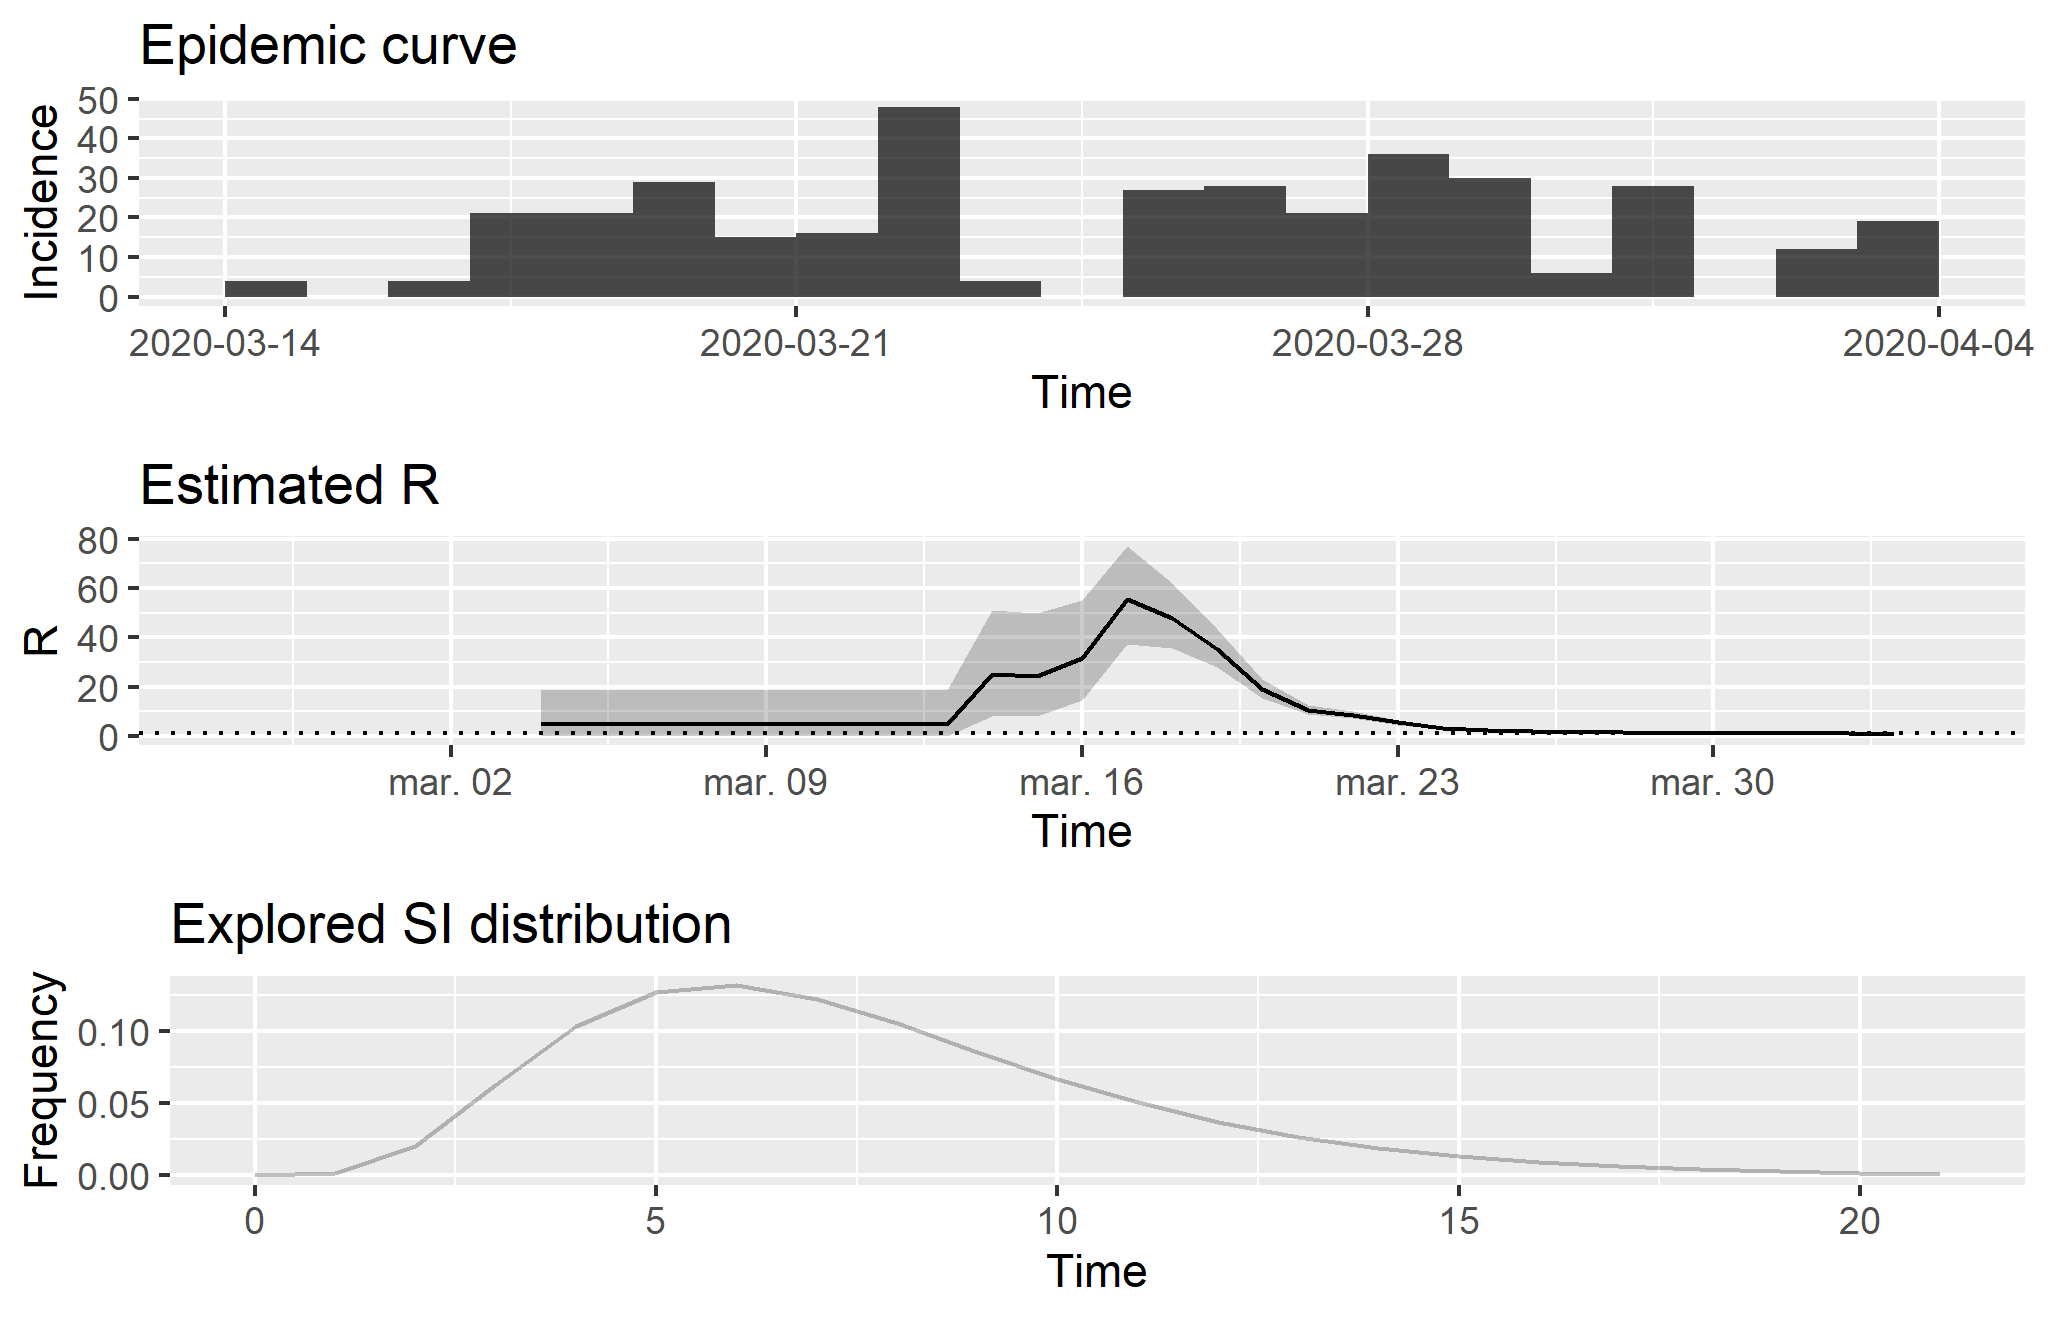 Epidemic curve
Incidence
50
40
30
20
10
0
2020-03-14 2020-03-21 2020-03-28 2020-04-04
Time
Estimated R
R
80
60
40
20
0
mar. 02 mar. 09 mar. 16 mar. 23 mar. 30
Time
Explored SI distribution
Frequency
0.10
0.05
0.00
0 5 10 15 20
Time